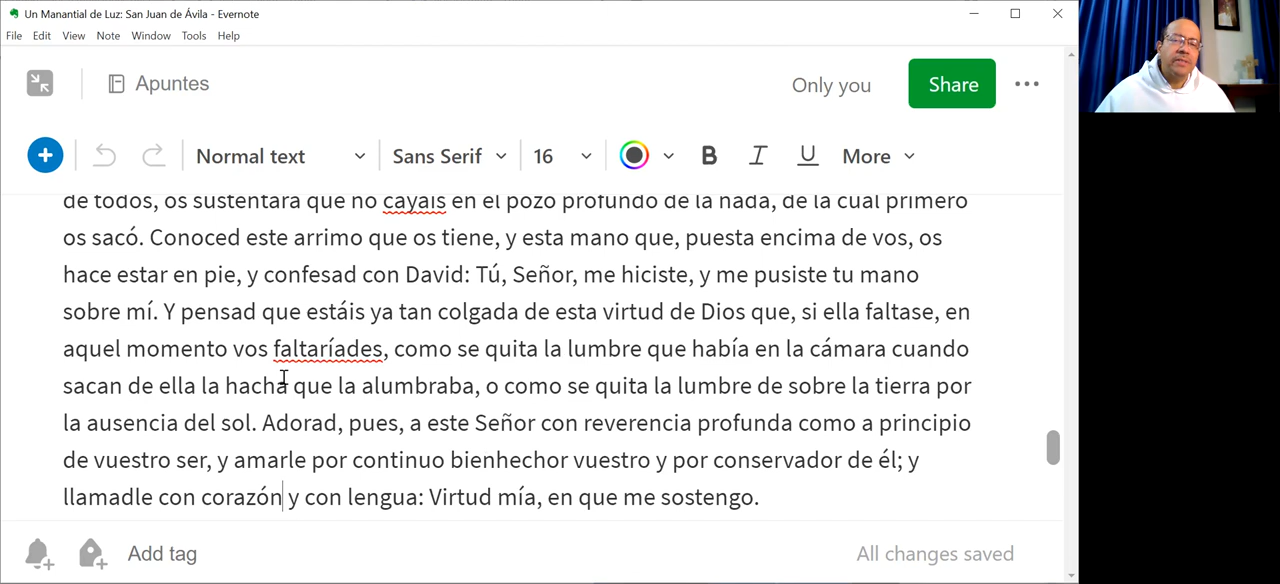 Un Manantial de Luz: San Juan de Ávila - Evernote
File Edit View Note Window Tools Help
Apuntes
Only you
Share
Normal text
Sans Serif
16
B I U More
de todos, os sustentara que no cayáis en el pozo profundo de la nada, de la cual primero
os sacó. Conoced este arrimo que os tiene, y esta mano que, puesta encima de vos, os
hace estar en pie, y confesad con David: Tú, Señor, me hiciste, y me pusiste tu mano
sobre mí. Y pensad que estáis ya tan colgada de esta virtud de Dios que, si ella faltase, en
aquel momento vos faltaríades, como se quita la lumbre que había en la cámara cuando
sacan de ella la hacha que la alumbraba, o como se quita la lumbre de sobre la tierra por
la ausencia del sol. Adorad, pues, a este Señor con reverencia profunda como a principio
de vuestro ser, y amarle por continuo bienhechor vuestro y por conservador de él; y
llamadle con corazón y con lengua: Virtud mía, en que me sostengo.
Add tag
All changes saved